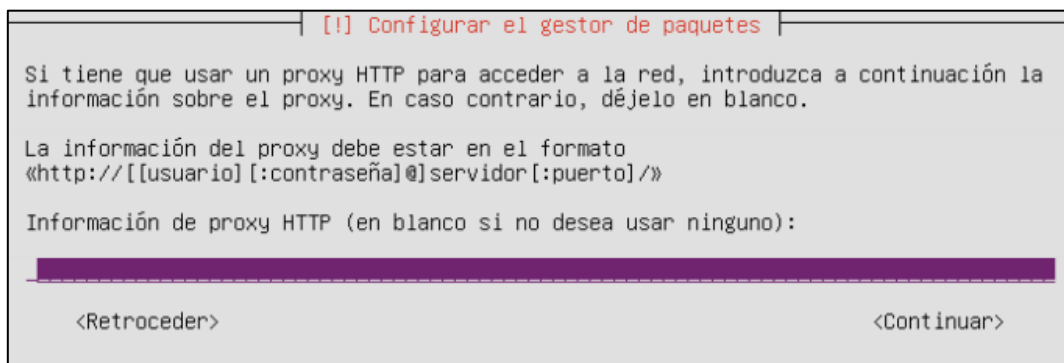 [!] Configurar el gestor de paquetes
Si tiene que usar un proxy HTTP para acceder a la red, introduzca a continuación la
información sobre el proxy. En caso contrario, déjelo en blanco.
La información del proxy debe estar en el formato
«http://[[usuario][:contraseña]@]servidor[:puerto]/»
Información de proxy HTTP (en blanco si no desea usar ninguno):
<Retroceder> <Continuar>